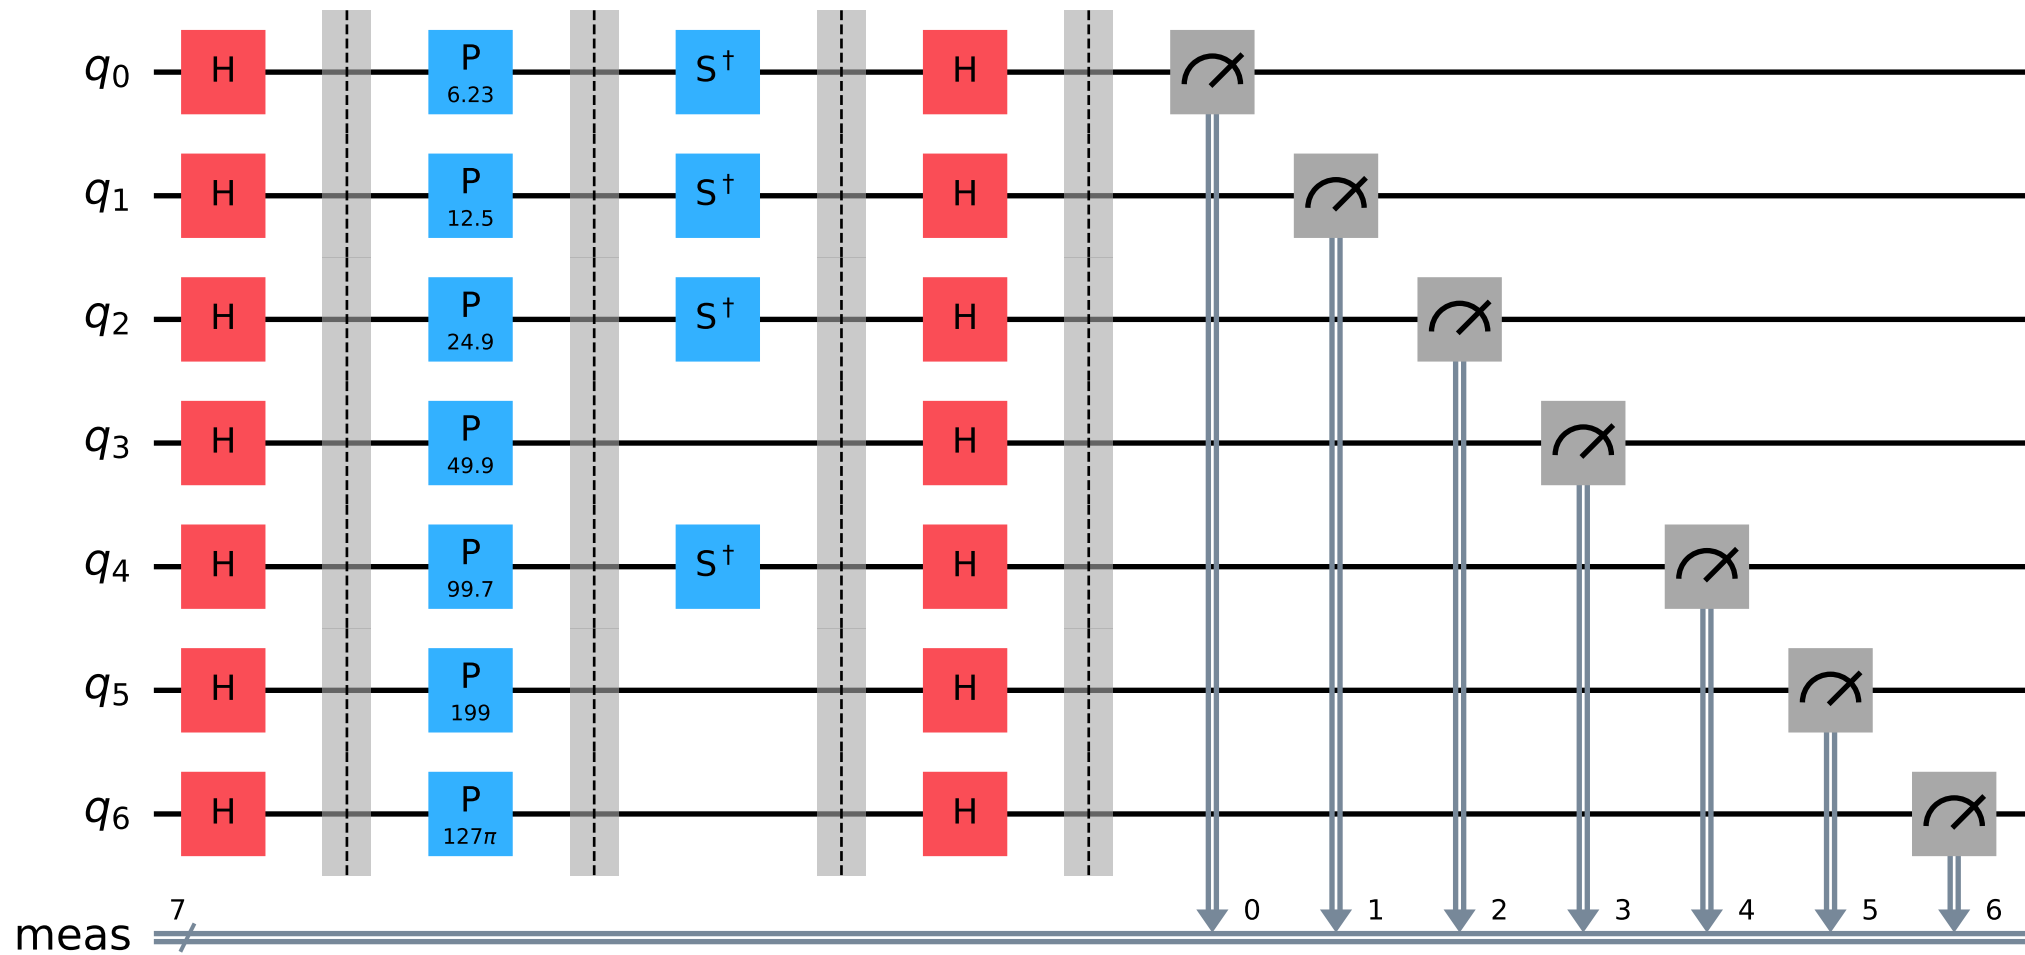 q0 H P 6.23 S† H
q1 H P 12.5 S† H
q2 H P 24.9 S† H
q3 H P 49.9 H
q4 H P 99.7 S† H
q5 H P 199 H
q6 H P 127π H
7 0 1 2 3 4 5 6
meas